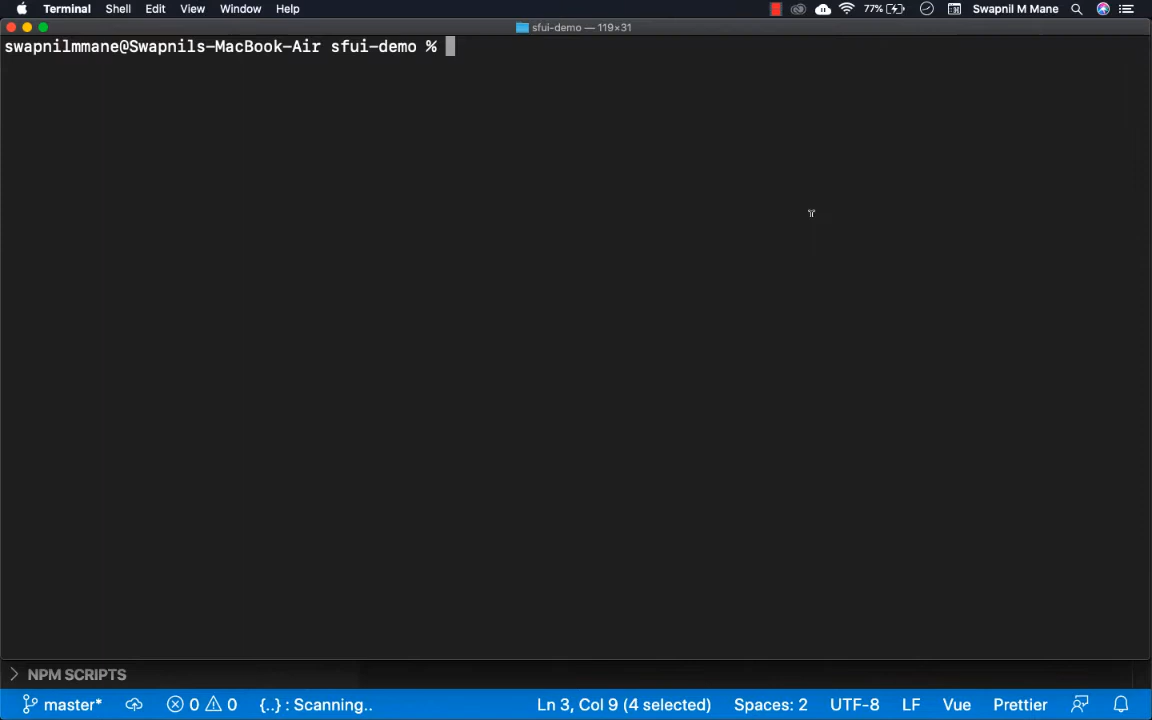 Terminal Shell Edit View Window Help 77% Swapnil M Mane
sfui-demo — 119×31
swapnilmmane@Swapnils-MacBook-Air sfui-demo %
NPM SCRIPTS
master* 0 0 {..} : Scanning.. Ln 3, Col 9 (4 selected) Spaces: 2 UTF-8 LF Vue Prettier